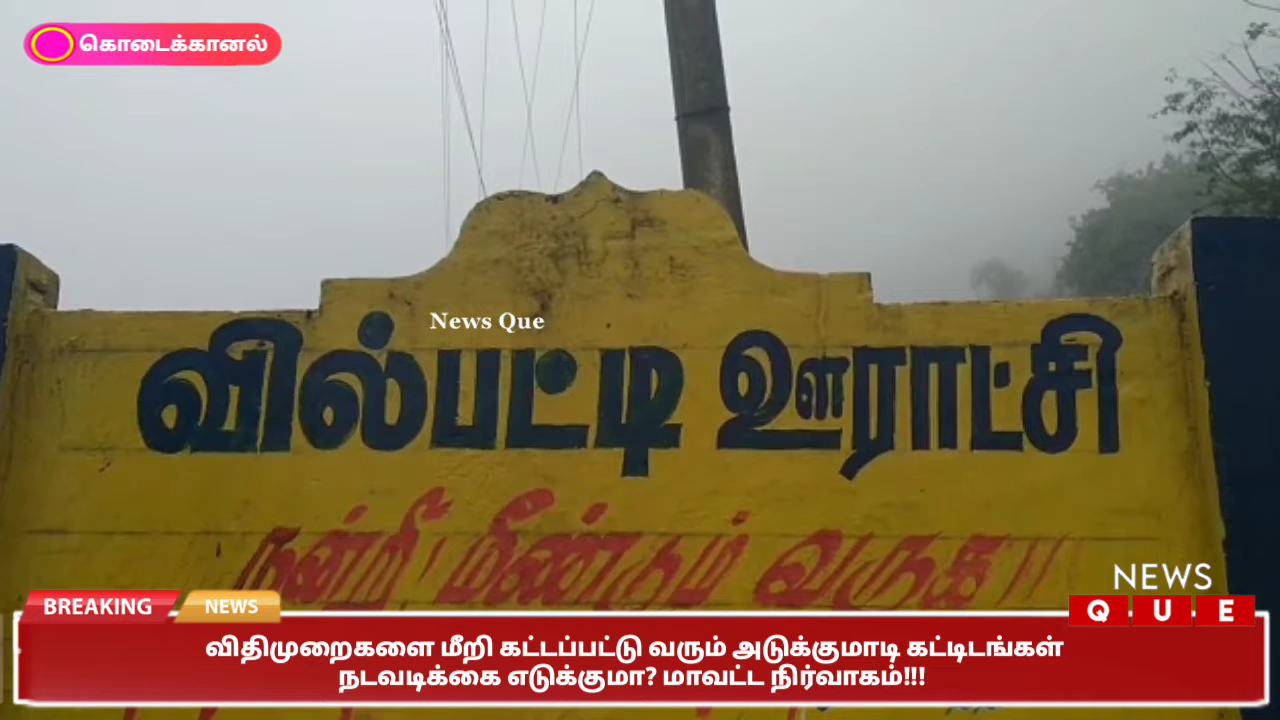 கொடைக்கானல்
News Que
வில்பட்டி ஊராட்சி
நன்றி! மீண்டும் வருக!!
NEWS
QUE
BREAKING NEWS
விதிமுறைகளை மீறி கட்டப்பட்டு வரும் அடுக்குமாடி கட்டிடங்கள்
நடவடிக்கை எடுக்குமா? மாவட்ட நிர்வாகம்!!!